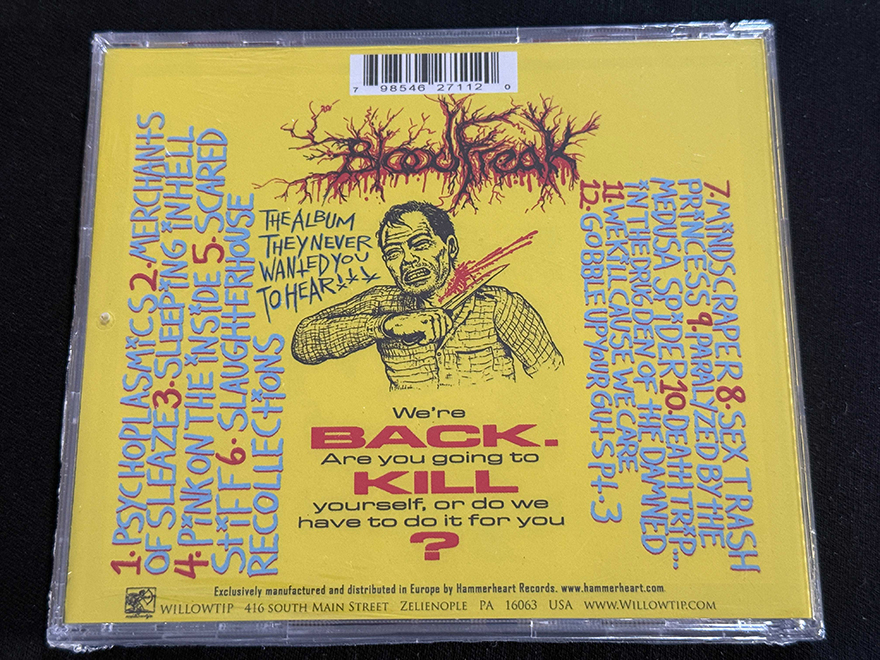 7 98546 27112 0
BloodFreak
THE ALBUM
THEY NEVER
WANTED YOU
TO HEAR!!!
1. PSYCHOPLASMICS 2. MERCHANTS
OF SLEAZE 3. SLEEPING IN HELL
4. PINK ON THE INSIDE 5. SCARED
STIFF 6. SLAUGHTERHOUSE
RECOLLECTIONS
7. MINDSCRAPER 8. SEX TRASH
PRINCESS 9. PARALYZED BY THE
MEDUSA SPIDER 10. DEATH TRIP...
IN THE DRUG DEN OF THE DAMNED
11. WE KILL CAUSE WE CARE
12. GOBBLE UP YOUR GUTS Pt. 3
We're
BACK.
Are you going to
KILL
yourself, or do we
have to do it for you
?
Exclusively manufactured and distributed in Europe by Hammerheart Records. www.hammerheart.com
WILLOWTIP 416 SOUTH MAIN STREET ZELIENOPLE PA 16063 USA WWW.WILLOWTIP.COM